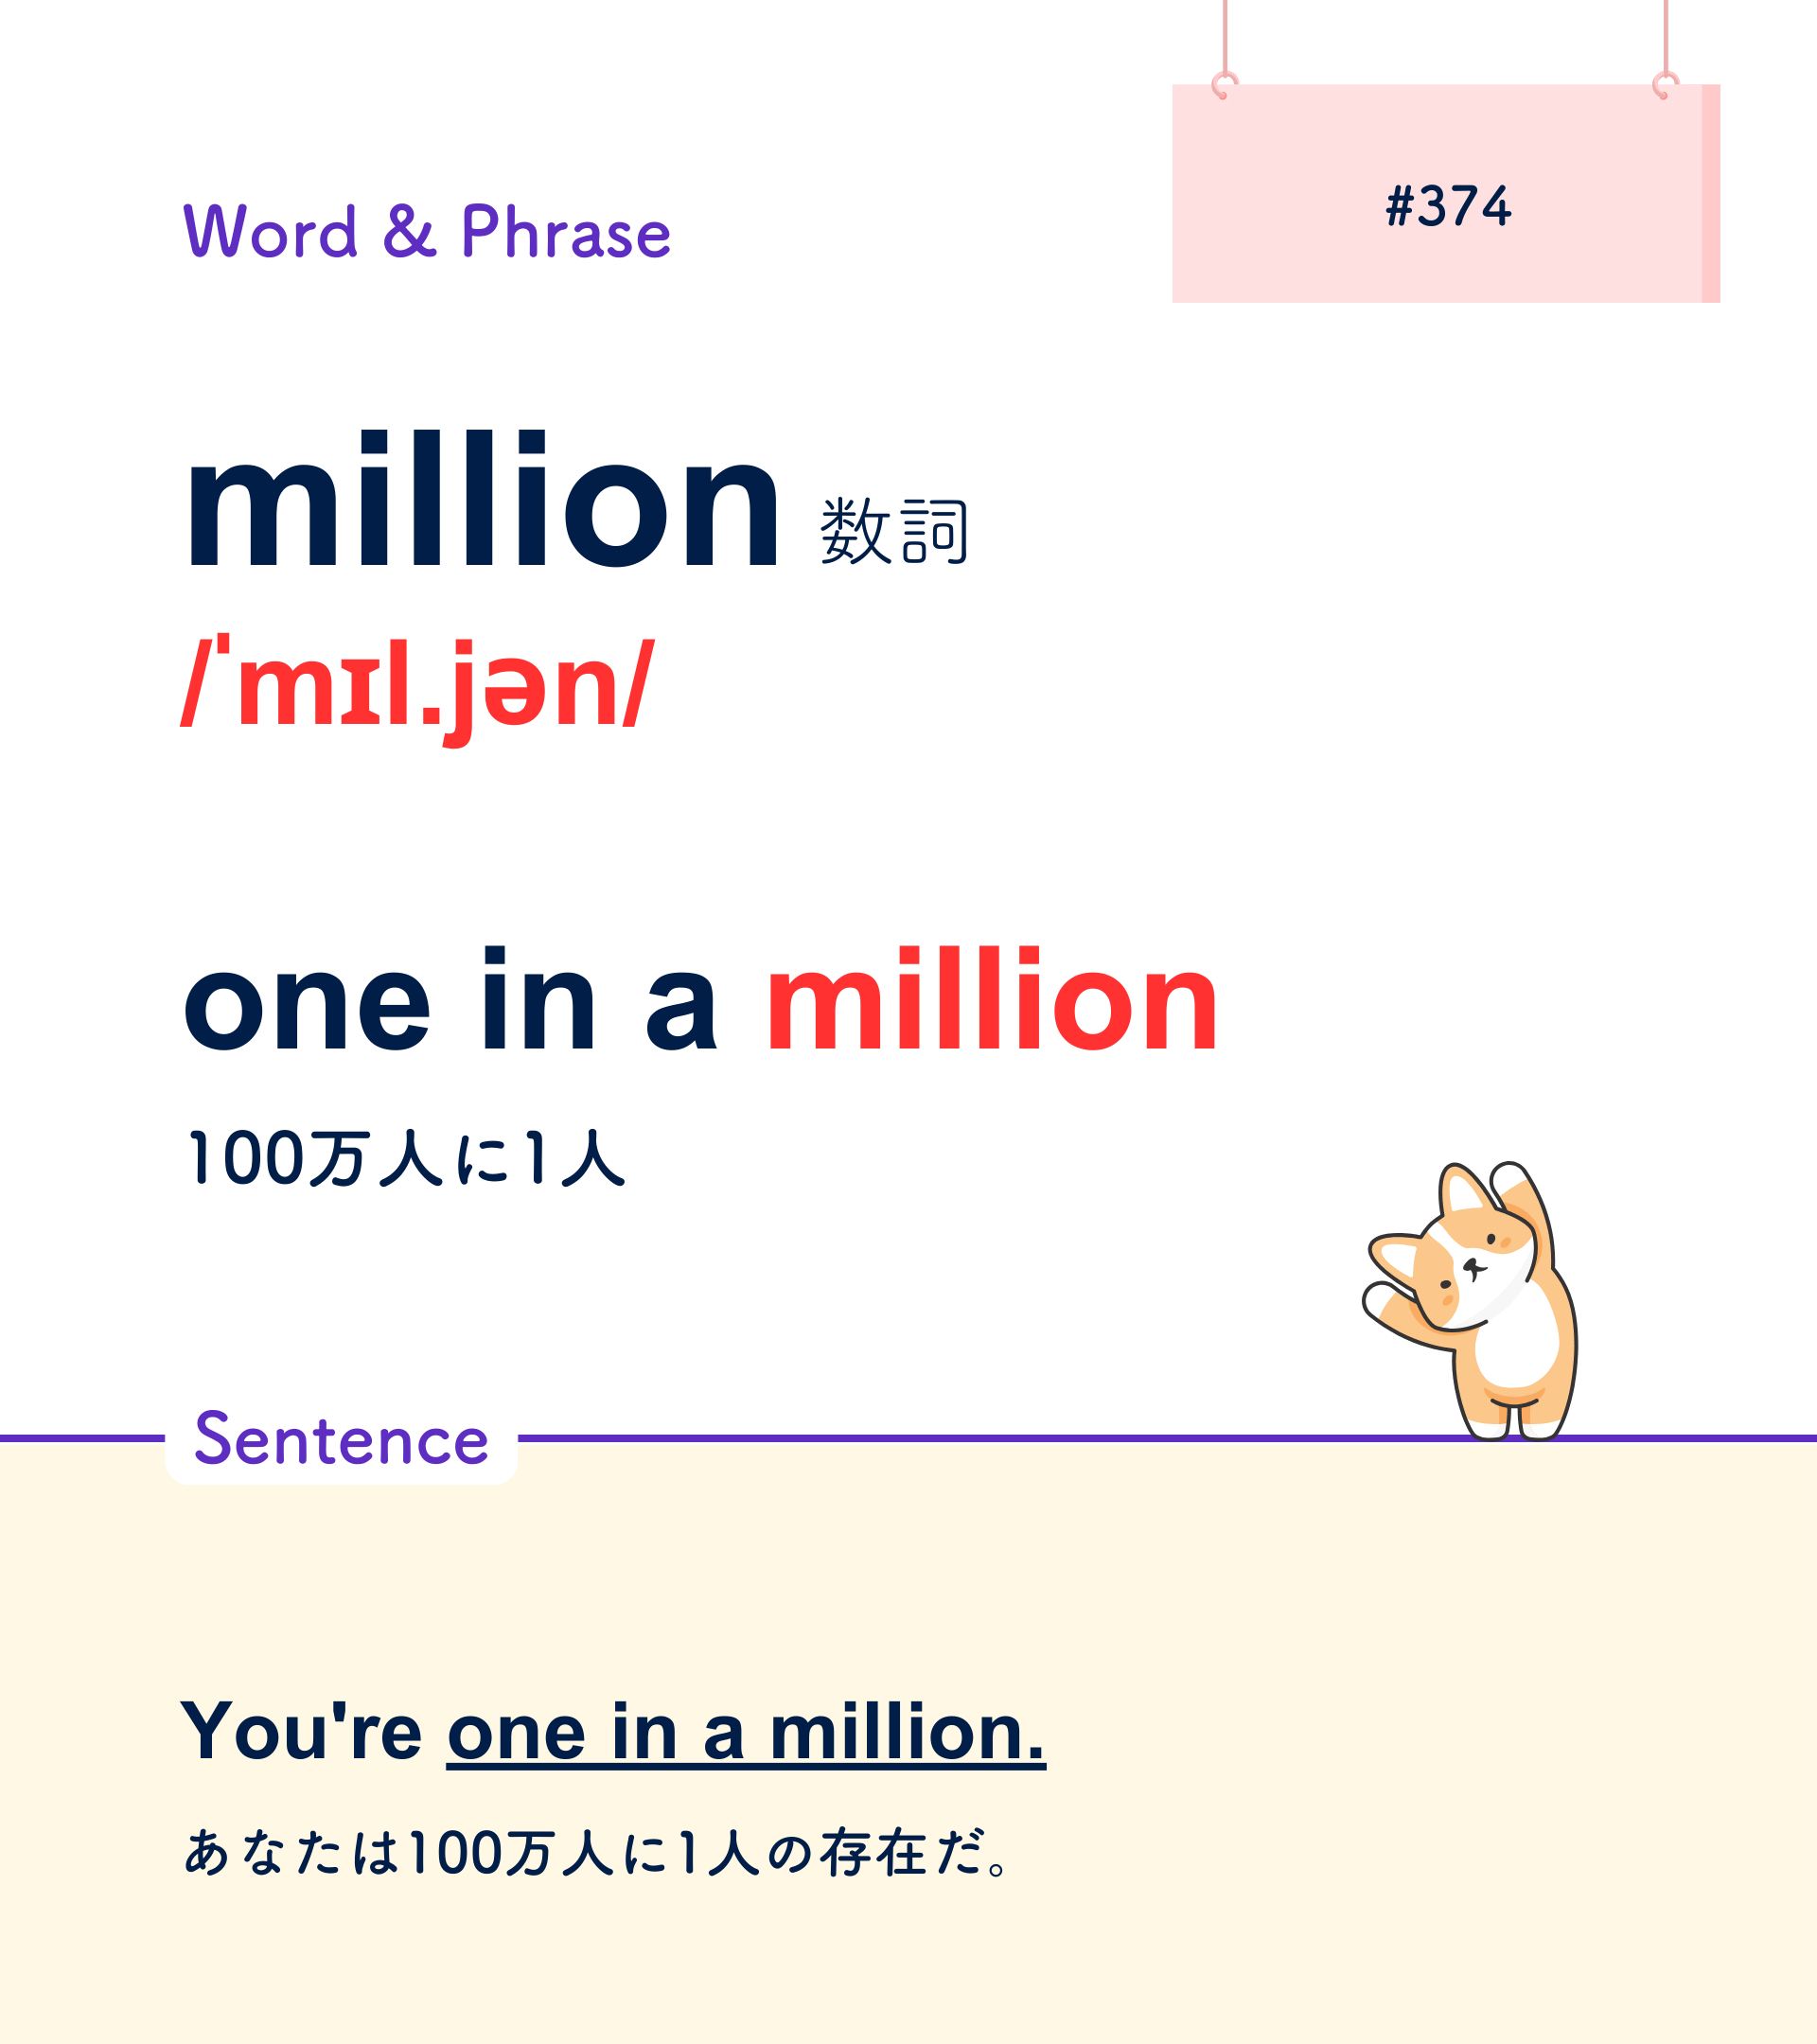 Word & Phrase
#374
million 数詞
/ˈmɪl.jən/
one in a million
100万人に1人
Sentence
You're one in a million.
あなたは100万人に1人の存在だ。